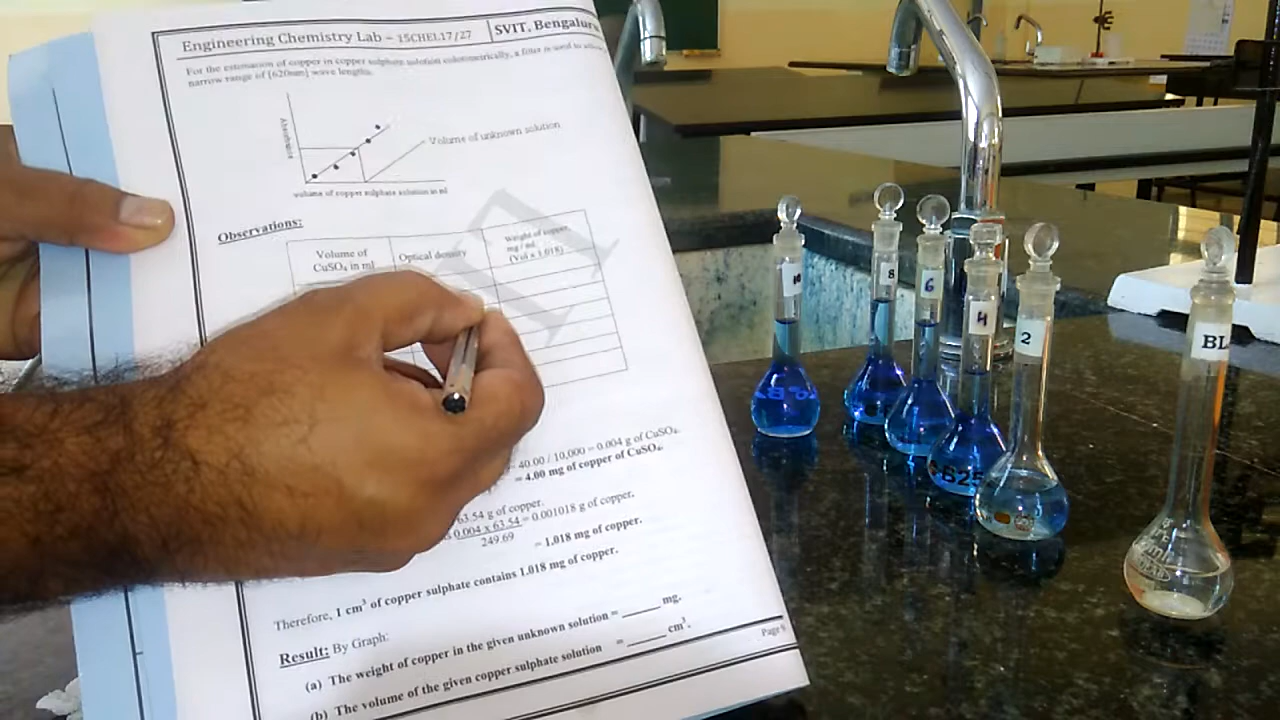 Engineering Chemistry Lab – 15CHEL17/27
SVIT, Bengaluru
For the estimation of copper in copper sulphate solution colorimetrically, a filter is used to
narrow range of [620nm] wave lengths.
Absorbance
Volume of unknown solution
volume of copper sulphate solution in ml
Observations:
Volume of
CuSO₄ in ml
Optical density
Weight of copper
mg / ml
(Vol x 1.018)
40.00 / 10,000 = 0.004 g of CuSO₄.
= 4.00 mg of copper of CuSO₄.
63.54 g of copper.
0.004 x 63.54 = 0.001018 g of copper.
249.69
= 1.018 mg of copper.
Therefore, 1 cm³ of copper sulphate contains 1.018 mg of copper.
Result: By Graph:
(a) The weight of copper in the given unknown solution = ______ mg.
(b) The volume of the given copper sulphate solution = ______ cm³.
Page
10
8
6
4
2
BL
B25